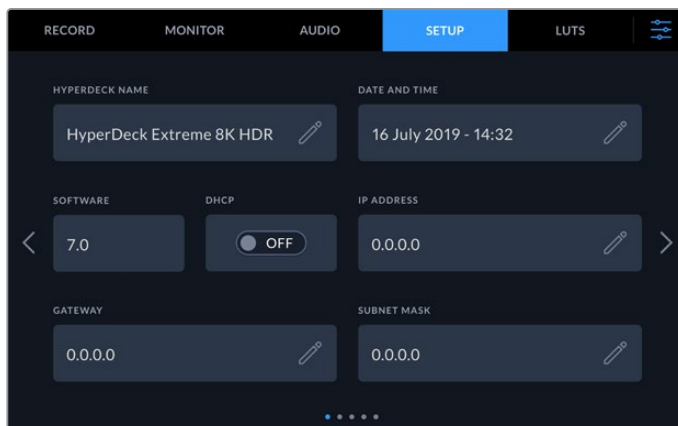 RECORD MONITOR AUDIO SETUP LUTS
HYPERDECK NAME DATE AND TIME
HyperDeck Extreme 8K HDR 16 July 2019 - 14:32
SOFTWARE DHCP IP ADDRESS
7.0 OFF 0.0.0.0
GATEWAY SUBNET MASK
0.0.0.0 0.0.0.0